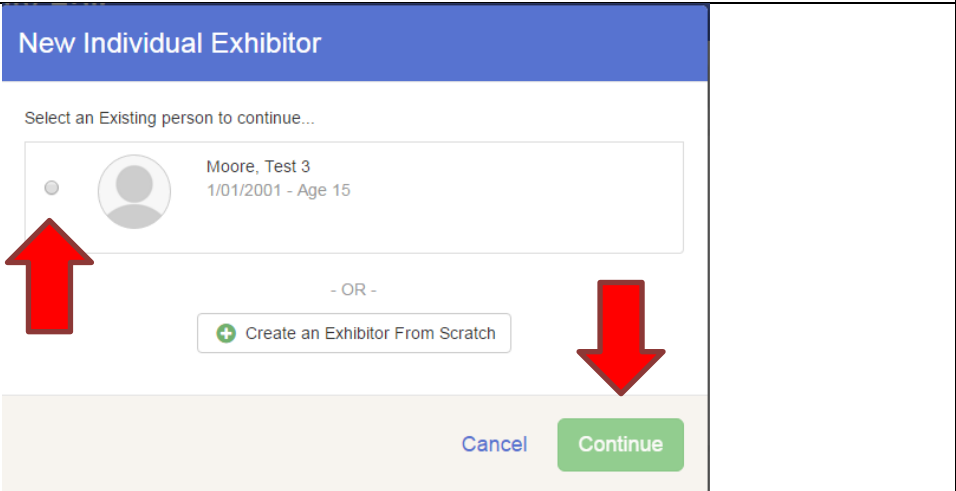 New Individual Exhibitor
Select an Existing person to continue...
Moore, Test 3
1/01/2001 - Age 15
- OR -
Create an Exhibitor From Scratch
Cancel
Continue